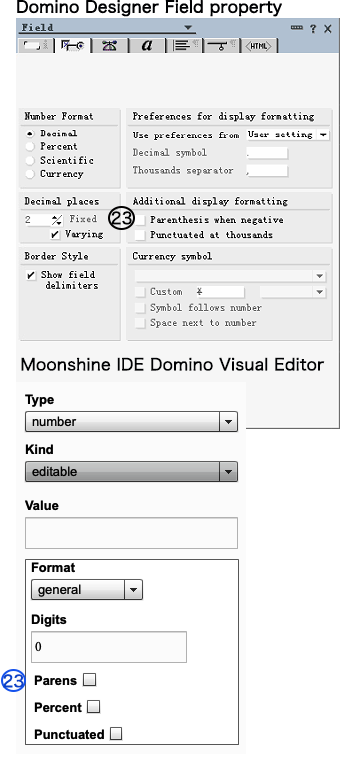 Domino Designer Field property
Field
? X
a
<HTML>
Number Format
Decimal
Percent
Scientific
Currency
Preferences for display formatting
Use preferences from User setting
Decimal symbol .
Thousands separator ,
Decimal places
2 % Fixed
Varying
23
Additional display formatting
Parenthesis when negative
Punctuated at thousands
Border Style
Show field
delimiters
Currency symbol
Custom ¥
Symbol follows number
Space next to number
Moonshine IDE Domino Visual Editor
Type
number
Kind
editable
Value
Format
general
Digits
0
23 Parens
Percent
Punctuated